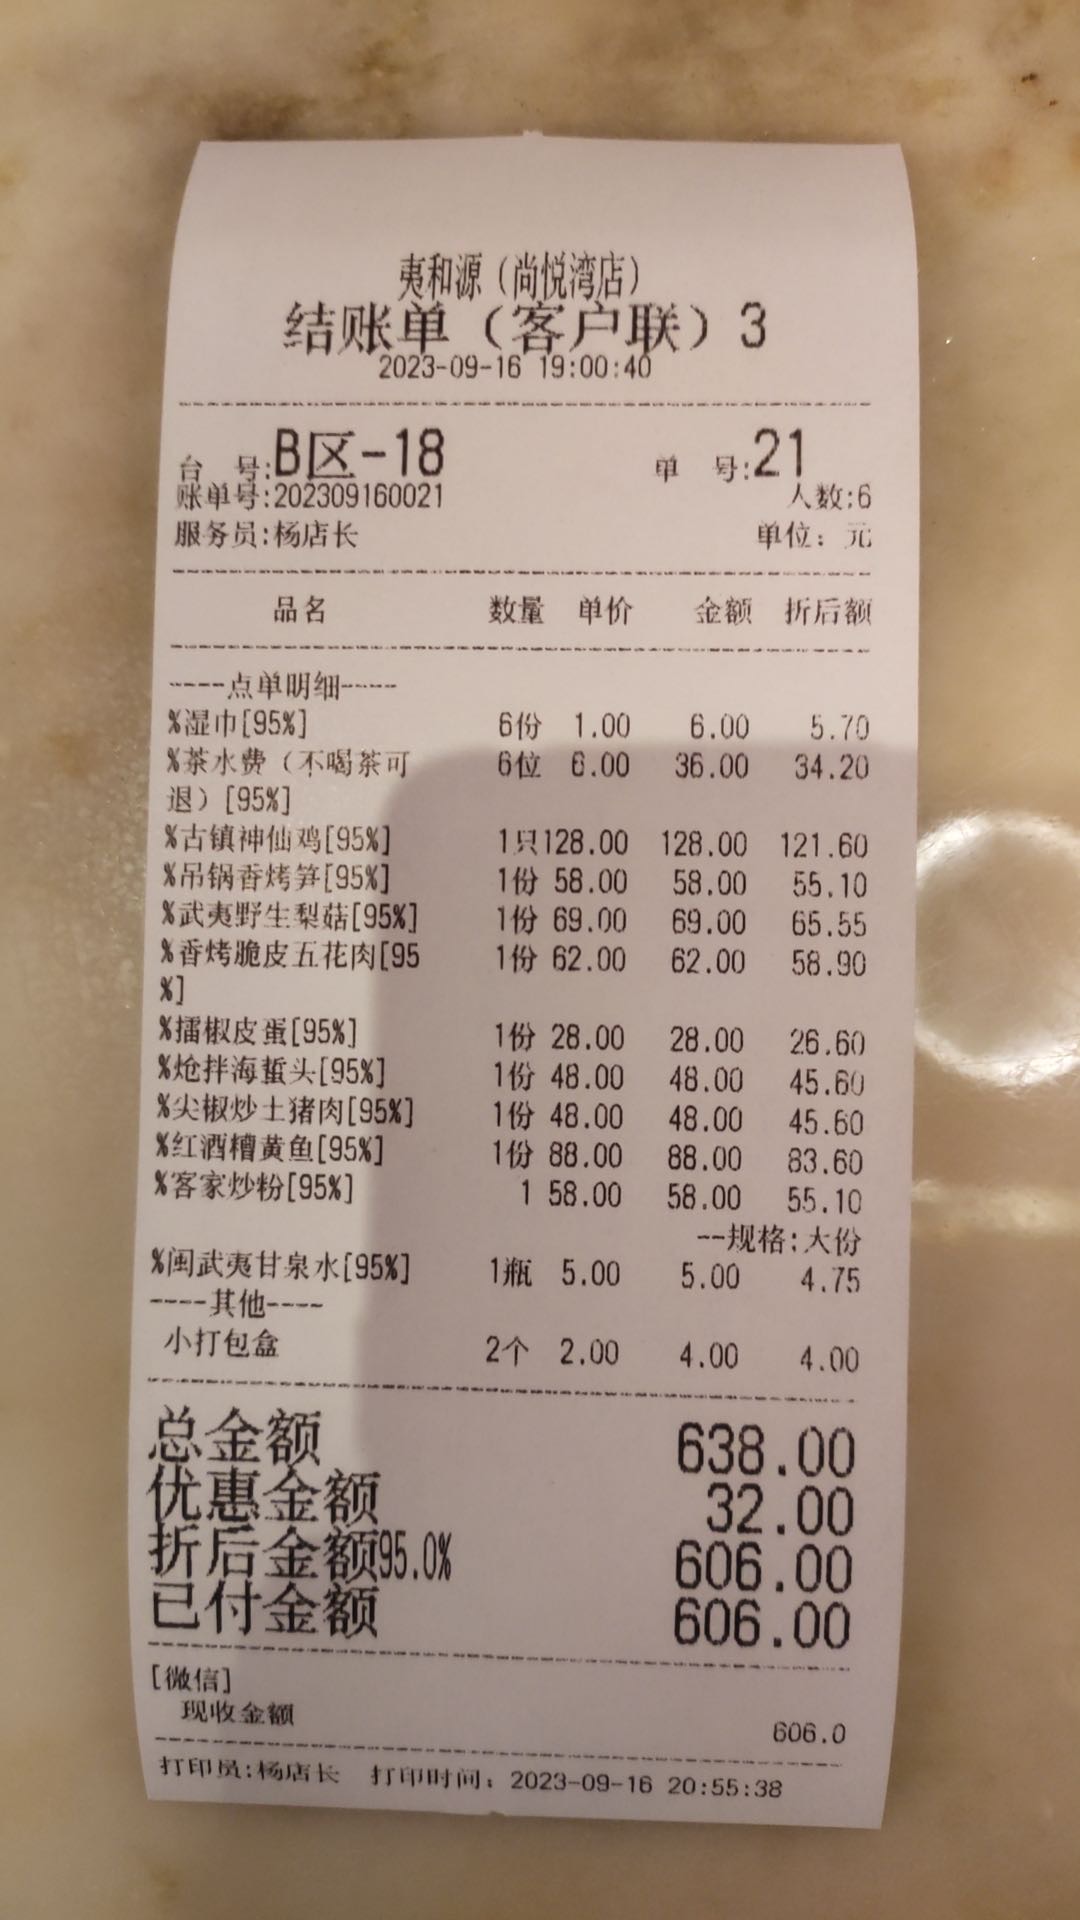 夷和源（尚悦湾店）
结账单（客户联）3
2023-09-16 19:00:40
台 号:B区-18 单 号:21
账单号:202309160021 人数:6
服务员:杨店长 单位：元
品名 数量 单价 金额 折后额
----点单明细----
%湿巾[95%] 6份 1.00 6.00 5.70
%茶水费（不喝茶可 6位 6.00 36.00 34.20
退）[95%]
%古镇神仙鸡[95%] 1只128.00 128.00 121.60
%吊锅香烤笋[95%] 1份 58.00 58.00 55.10
%武夷野生梨菇[95%] 1份 69.00 69.00 65.55
%香烤脆皮五花肉[95 1份 62.00 62.00 58.90
%]
%擂椒皮蛋[95%] 1份 28.00 28.00 26.60
%炝拌海蜇头[95%] 1份 48.00 48.00 45.60
%尖椒炒土猪肉[95%] 1份 48.00 48.00 45.60
%红酒糟黄鱼[95%] 1份 88.00 88.00 83.60
%客家炒粉[95%] 1 58.00 58.00 55.10
--规格:大份
%闽武夷甘泉水[95%] 1瓶 5.00 5.00 4.75
----其他----
小打包盒 2个 2.00 4.00 4.00
总金额 638.00
优惠金额 32.00
折后金额95.0% 606.00
已付金额 606.00
[微信]
现收金额 606.0
打印员:杨店长 打印时间：2023-09-16 20:55:38